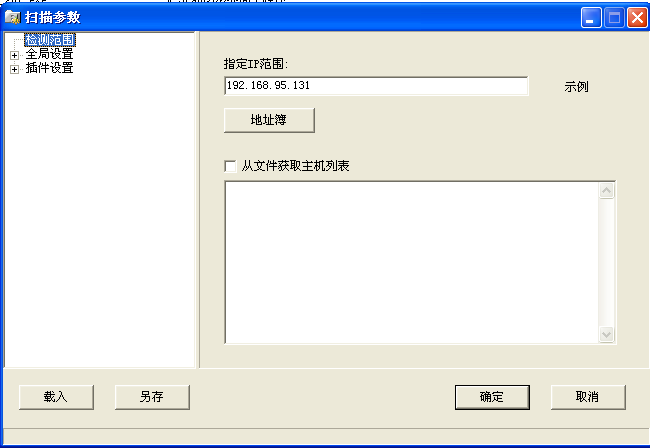 扫描参数
检测范围
全局设置
插件设置
指定IP范围:
192.168.95.131
示例
地址簿
从文件获取主机列表
载入
另存
确定
取消